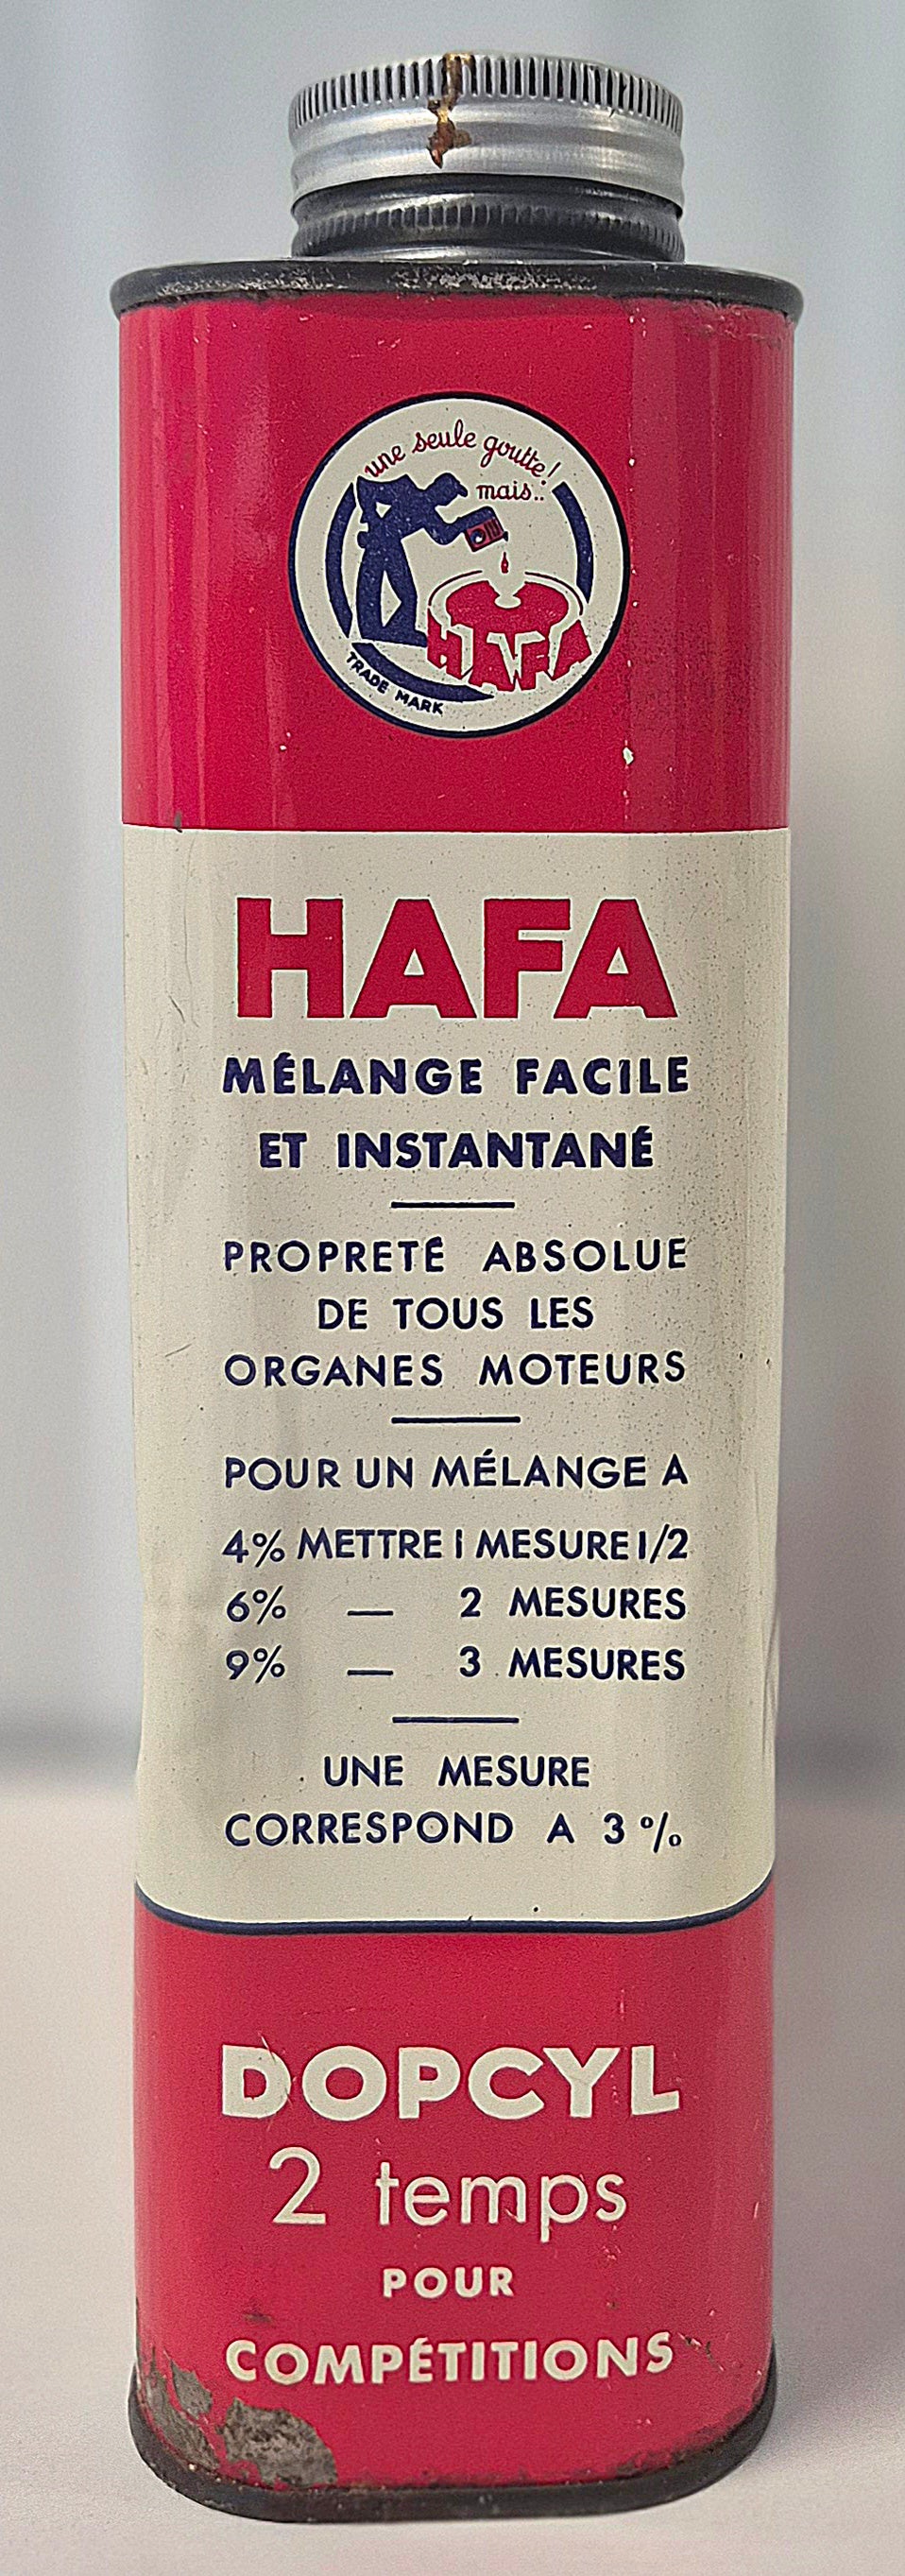 une seule goutte!
mais..
HAFA
TRADE MARK
HAFA
MÉLANGE FACILE
ET INSTANTANÉ
PROPRETÉ ABSOLUE
DE TOUS LES
ORGANES MOTEURS
POUR UN MÉLANGE A
4% METTRE 1 MESURE 1/2
6% — 2 MESURES
9% — 3 MESURES
UNE MESURE
CORRESPOND A 3%
DOPCYL
2 temps
POUR
COMPÉTITIONS